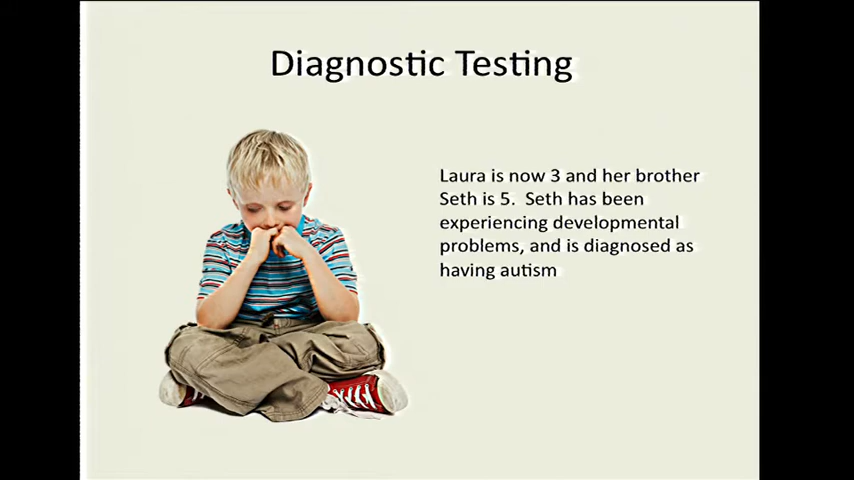 Diagnostic Testing
Laura is now 3 and her brother
Seth is 5.  Seth has been
experiencing developmental
problems, and is diagnosed as
having autism